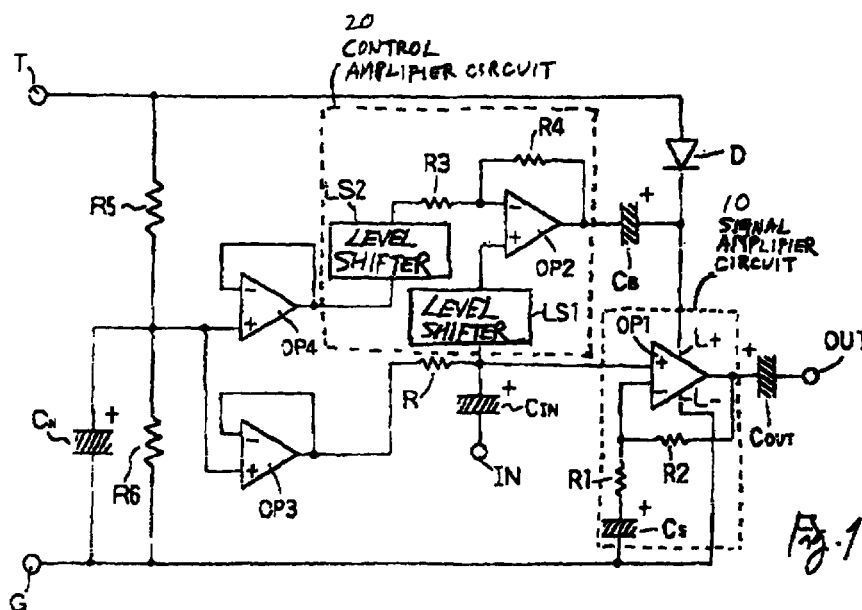 20
CONTROL
AMPLIFIER CIRCUIT
T
R4
R3
D
LS2
R5
LEVEL
SHIFTER
-
+
OP2
+
CB
10
SIGNAL
AMPLIFIER
CIRCUIT
-
+
OP4
LEVEL
SHIFTER
LS1
OP1
L+
+
-
L-
+
OUT
COUT
R
+
CIN
IN
CN
+
R6
-
+
OP3
R1
R2
+
CS
G
Fig. 1